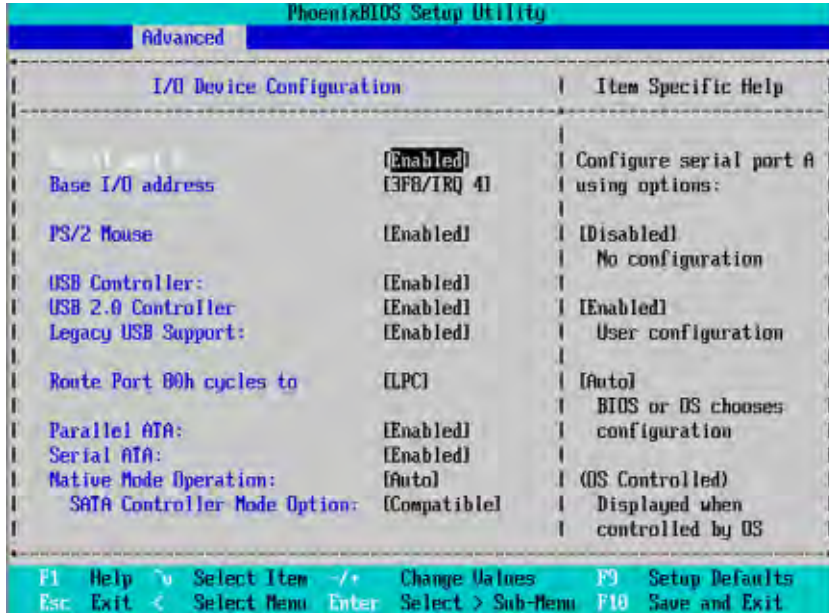 PhoenixBIOS Setup Utility
Advanced
I/O Device Configuration
Item Specific Help
[Enabled]
Base I/O address [3F8/IRQ 4]
PS/2 Mouse [Enabled]
USB Controller: [Enabled]
USB 2.0 Controller [Enabled]
Legacy USB Support: [Enabled]
Route Port 80h cycles to [LPC]
Parallel ATA: [Enabled]
Serial ATA: [Enabled]
Native Mode Operation: [Auto]
SATA Controller Mode Option: [Compatible]
Configure serial port A
using options:
[Disabled]
No configuration
[Enabled]
User configuration
[Auto]
BIOS or OS chooses
configuration
(OS Controlled)
Displayed when
controlled by OS
F1 Help ^v Select Item -/+ Change Values F9 Setup Defaults
Esc Exit < Select Menu Enter Select > Sub-Menu F10 Save and Exit